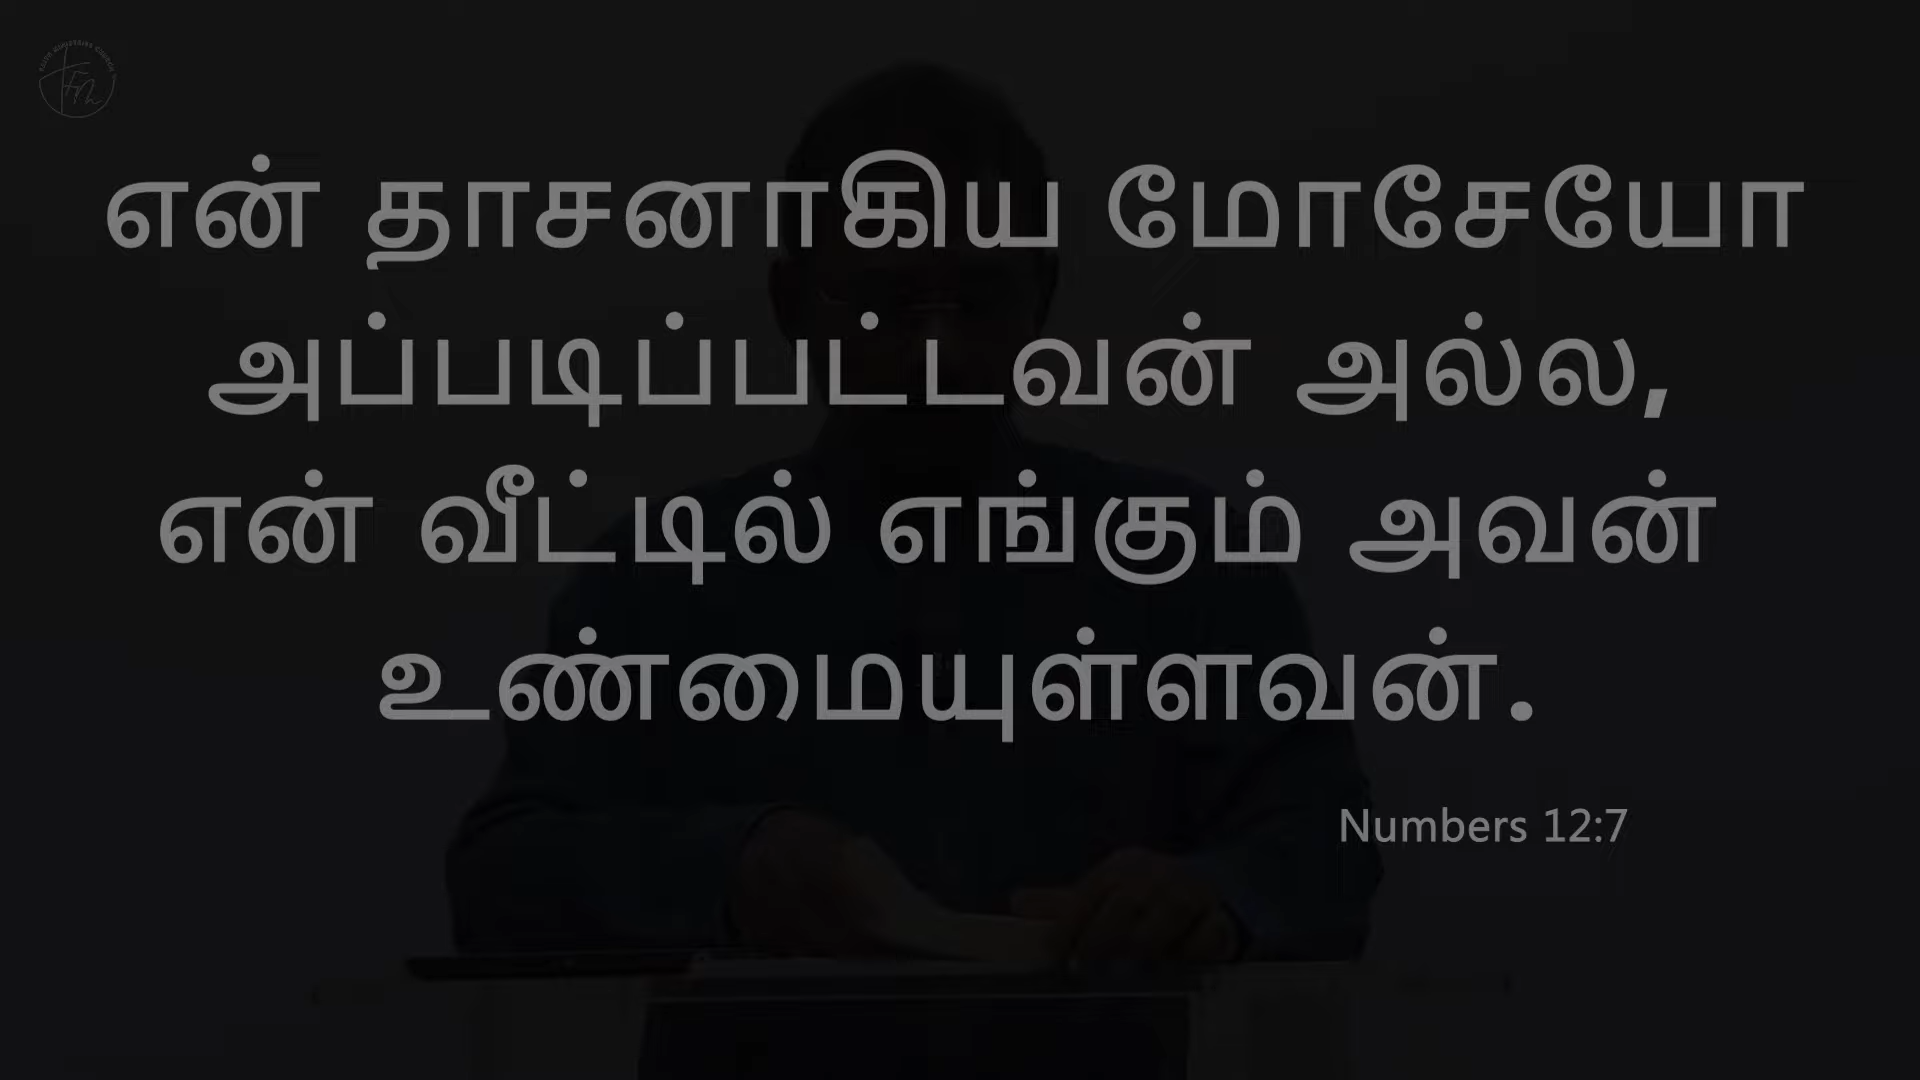 என் தாசனாகிய மோசேயோ
அப்படிப்பட்டவன் அல்ல,
என் வீட்டில் எங்கும் அவன்
உண்மையுள்ளவன்.
Numbers 12:7